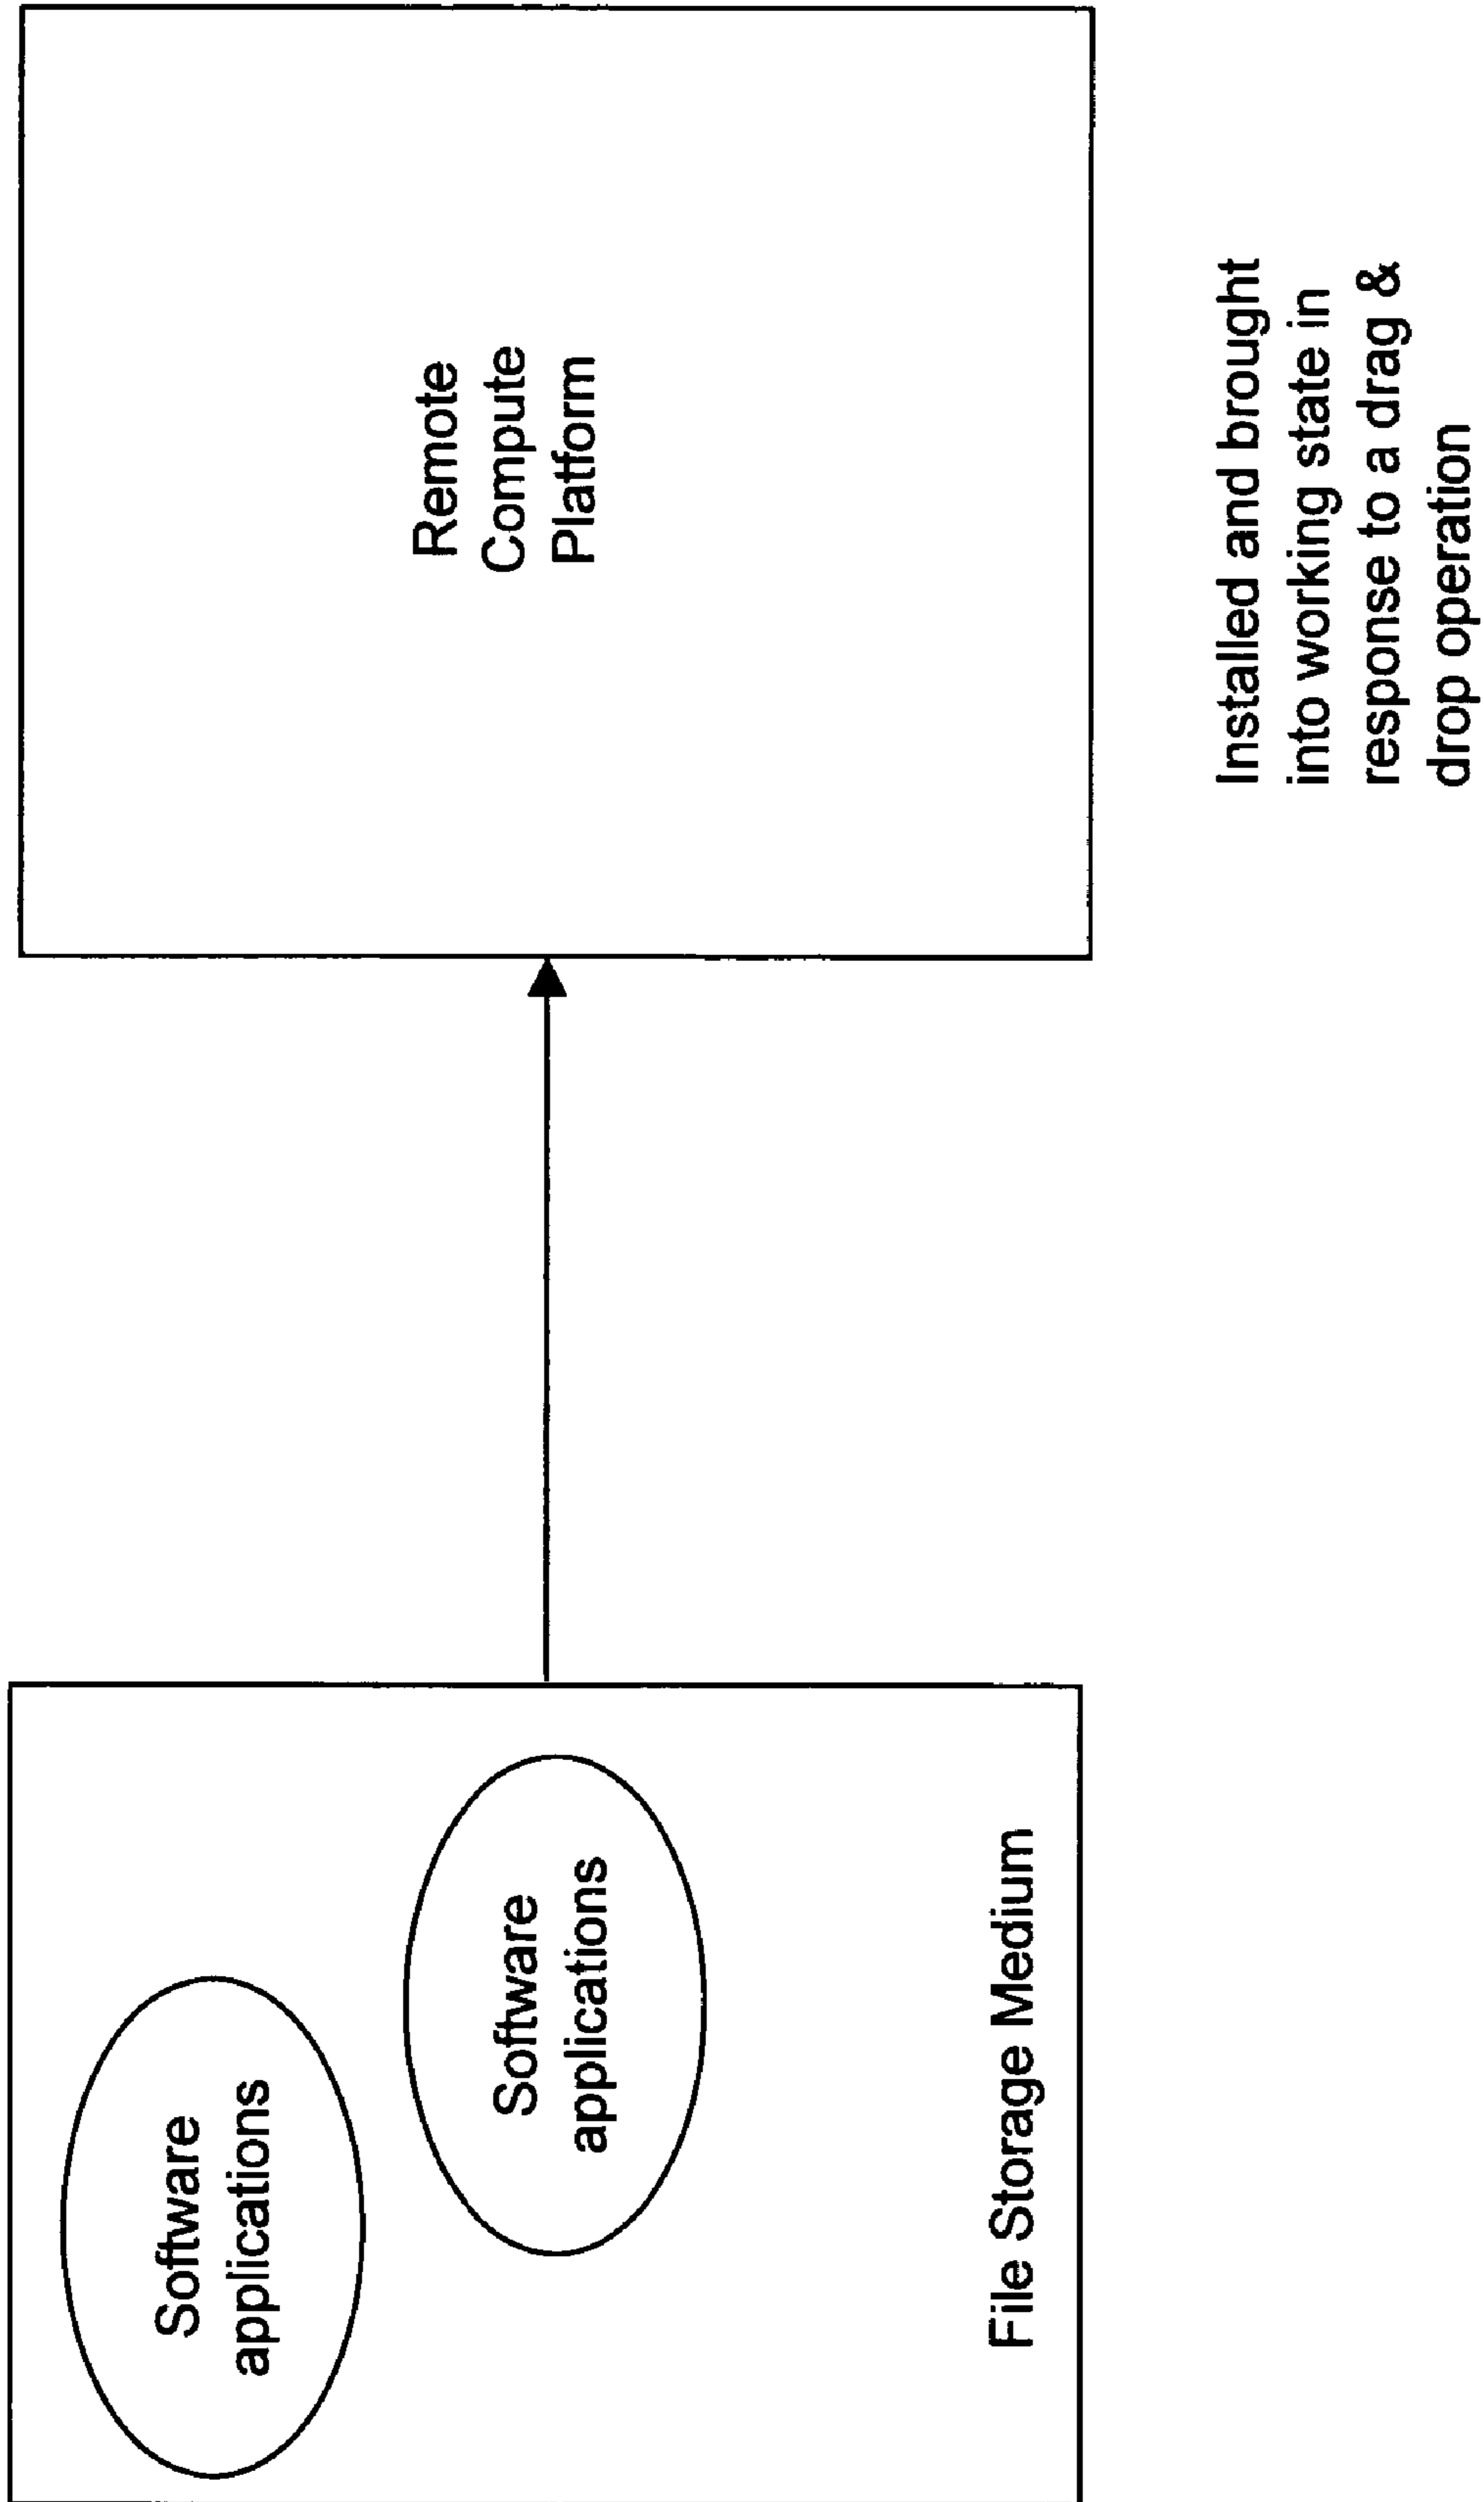 Software
applications
Software
applications
File Storage Medium
Remote
Compute
Platform
Installed and brought
into working state in
response to a drag &
drop operation